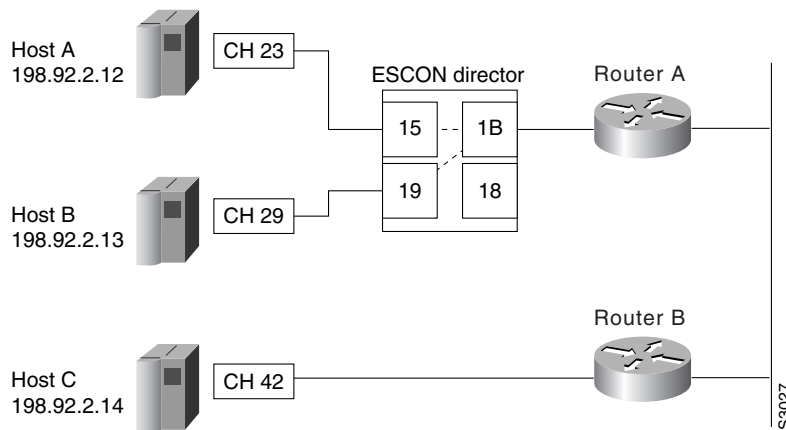 Host A
198.92.2.12
CH 23
ESCON director
15
1B
19
18
Router A
Host B
198.92.2.13
CH 29
Router B
Host C
198.92.2.14
CH 42
S3027